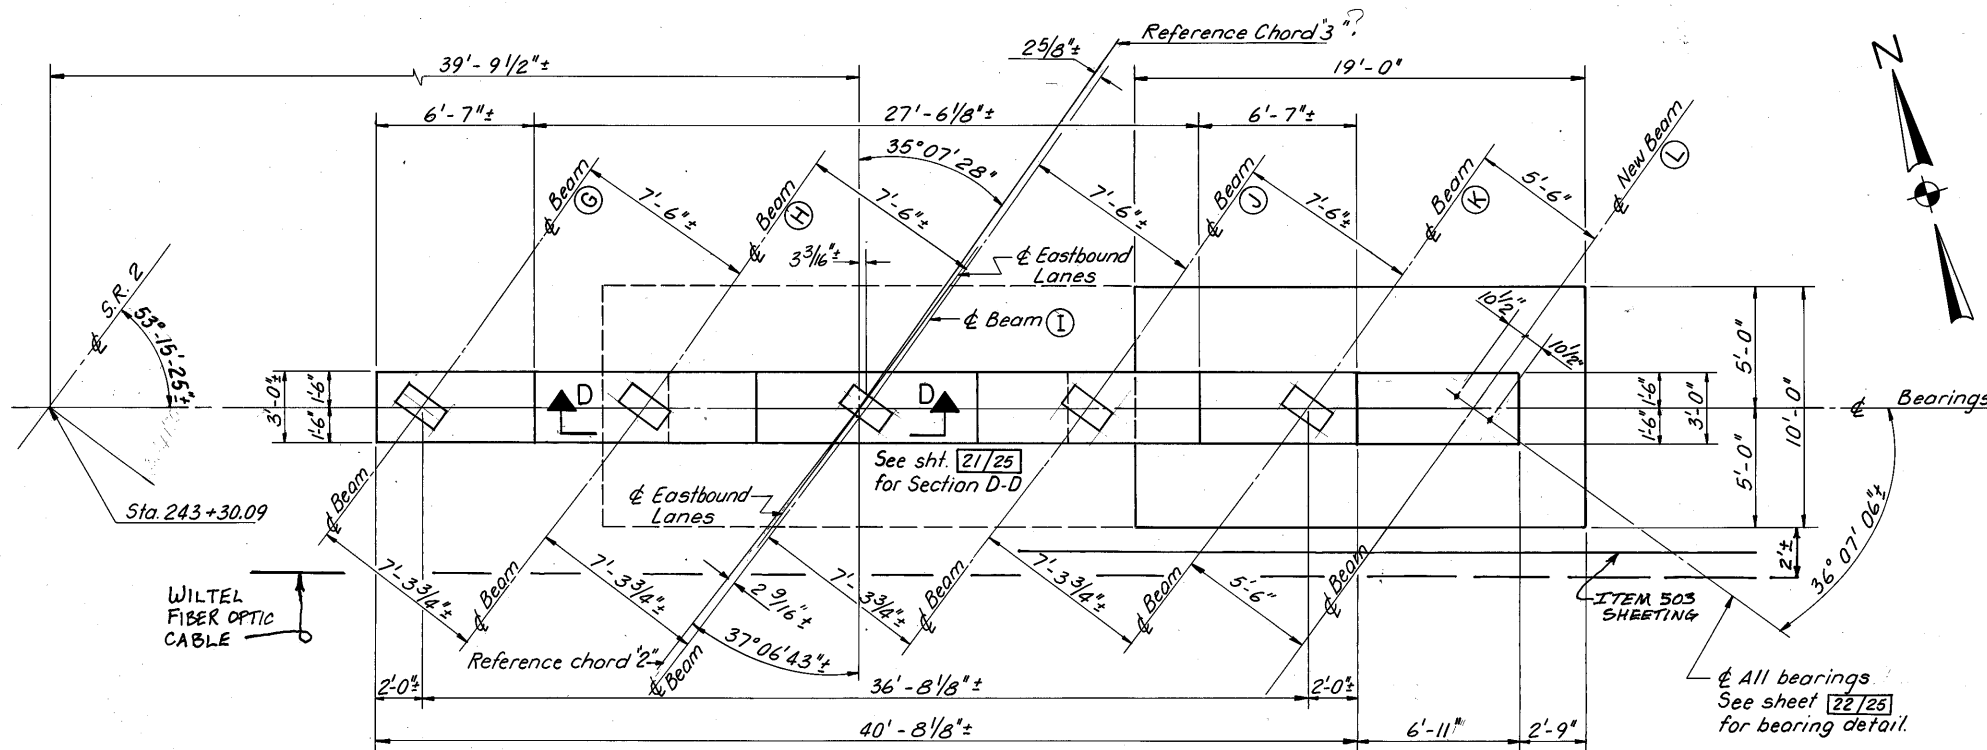 Reference Chord "3" ?
2 5/8"±
39'-9 1/2"±
19'-0"
N
6'-7"±
27'-6 1/8"±
6'-7"±
35°07'28"
℄ Beam G
7'-6"±
℄ Beam H
7'-6"±
7'-6"±
℄ Beam J
7'-6"±
℄ Beam K
5'-6"
℄ New Beam L
3 3/16"±
℄ Eastbound
Lanes
℄ Beam I
℄ S.R. 2
53°-15'-25"±
10 1/2"
10 1/2"
3'-0"±
1'-6"
1'-6"
D
D
1'-6"
1'-6"
3'-0"
5'-0"
5'-0"
10'-0"
℄ Bearings
See sht. 21/25
for Section D-D
Sta. 243+30.09
℄ Eastbound
Lanes
℄ Beam
7'-3 3/4"±
℄ Beam
7'-3 3/4"±
2 9/16"±
7'-3 3/4"±
℄ Beam
7'-3 3/4"±
℄ Beam
5'-6"
℄ Beam
2'±
36° 07' 06"±
WILTEL
FIBER OPTIC
CABLE
ITEM 503
SHEETING
37°06'43"±
Reference chord "2"
℄ Beam
2'-0"±
36'-8 1/8"±
2'-0"±
℄ All bearings
See sheet 22/25
for bearing detail.
40'-8 1/8"±
6'-11"
2'-9"